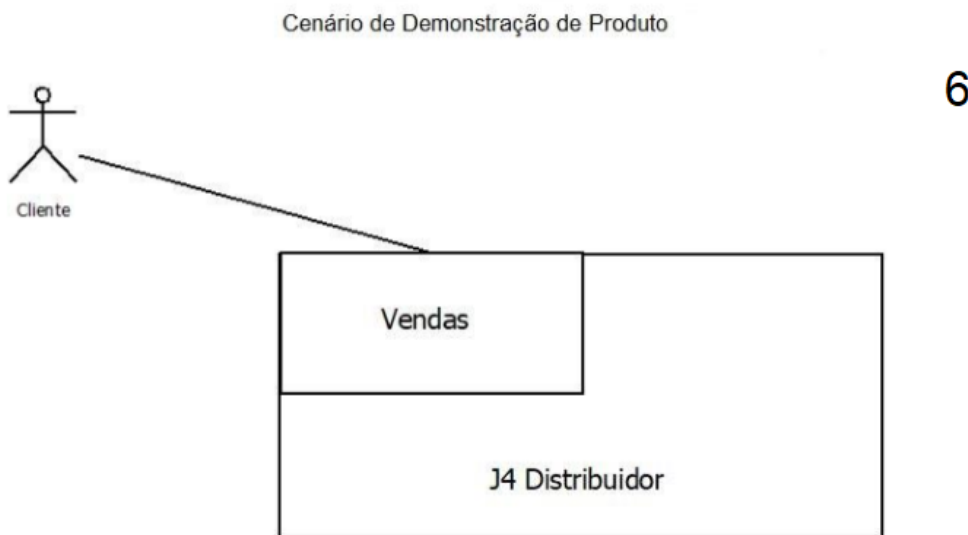 Cenário de Demonstração de Produto
6
Cliente
Vendas
J4 Distribuidor